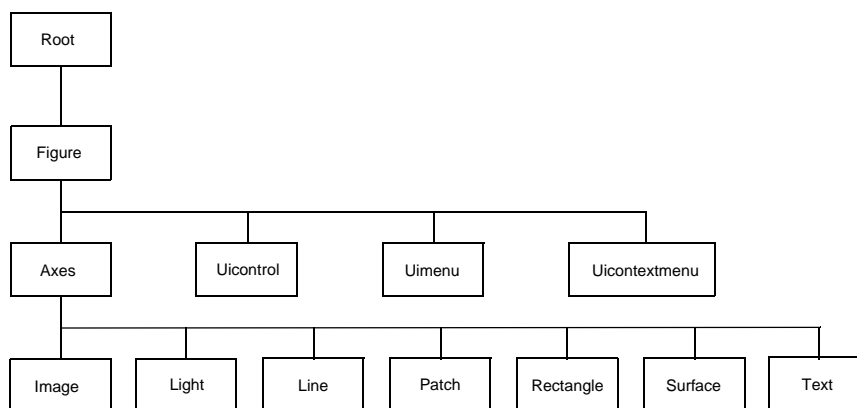 Root
Figure
Axes
Uicontrol
Uimenu
Uicontextmenu
Image
Light
Line
Patch
Rectangle
Surface
Text